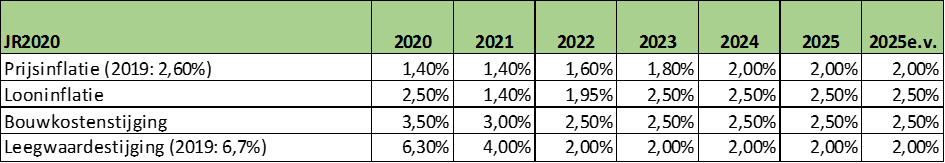 JR2020 2020 2021 2022 2023 2024 2025 2025e.v.
Prijsinflatie (2019: 2,60%) 1,40% 1,40% 1,60% 1,80% 2,00% 2,00% 2,00%
Looninflatie 2,50% 1,40% 1,95% 2,50% 2,50% 2,50% 2,50%
Bouwkostenstijging 3,50% 3,00% 2,50% 2,50% 2,50% 2,50% 2,50%
Leegwaardestijging (2019: 6,7%) 6,30% 4,00% 2,00% 2,00% 2,00% 2,00% 2,00%